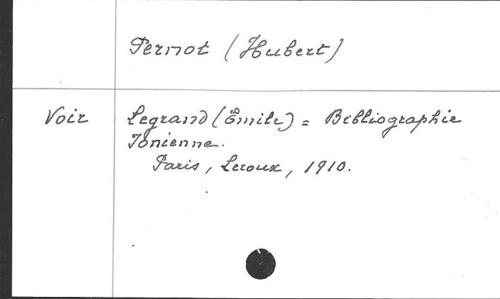 Pernot (Hubert)
Voir Legrand (Émile) = Bibliographie
Ionienne.
Paris, Leroux, 1910.